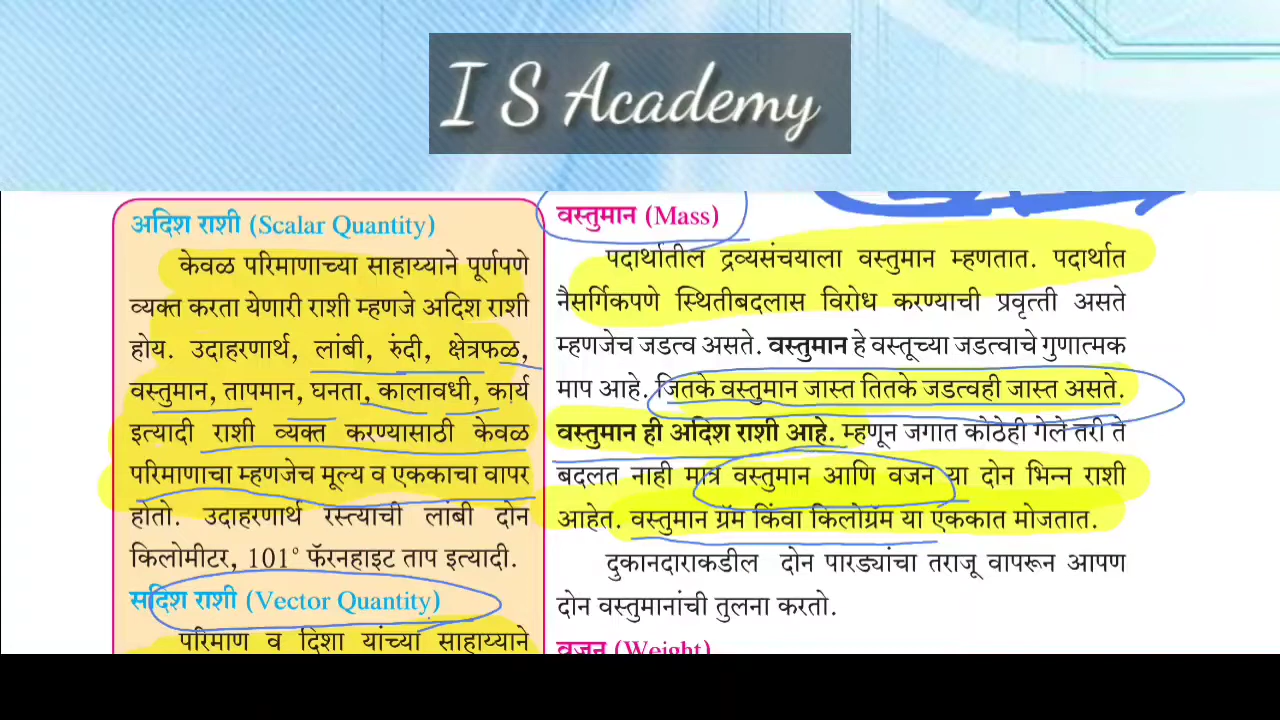 I S Academy
अदिश राशी (Scalar Quantity)
केवळ परिमाणाच्या साहाय्याने पूर्णपणे
व्यक्त करता येणारी राशी म्हणजे अदिश राशी
होय. उदाहरणार्थ, लांबी, रुंदी, क्षेत्रफळ,
वस्तुमान, तापमान, घनता, कालावधी, कार्य
इत्यादी राशी व्यक्त करण्यासाठी केवळ
परिमाणाचा म्हणजेच मूल्य व एककाचा वापर
होतो. उदाहरणार्थ रस्त्याची लांबी दोन
किलोमीटर, 101° फॅरनहाइट ताप इत्यादी.
सदिश राशी (Vector Quantity)
परिमाण व दिशा यांच्या साहाय्याने
वस्तुमान (Mass)
पदार्थातील द्रव्यसंचयाला वस्तुमान म्हणतात. पदार्थात
नैसर्गिकपणे स्थितीबदलास विरोध करण्याची प्रवृत्ती असते
म्हणजेच जडत्व असते. वस्तुमान हे वस्तूच्या जडत्वाचे गुणात्मक
माप आहे. जितके वस्तुमान जास्त तितके जडत्वही जास्त असते.
वस्तुमान ही अदिश राशी आहे. म्हणून जगात कोठेही गेले तरी ते
बदलत नाही मात्र वस्तुमान आणि वजन या दोन भिन्न राशी
आहेत. वस्तुमान ग्रॅम किंवा किलोग्रॅम या एककात मोजतात.
दुकानदाराकडील दोन पारड्यांचा तराजू वापरून आपण
दोन वस्तुमानांची तुलना करतो.
वजन (Weight)